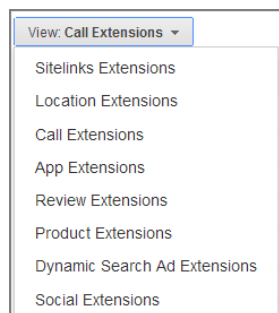 View: Call Extensions
Sitelinks Extensions
Location Extensions
Call Extensions
App Extensions
Review Extensions
Product Extensions
Dynamic Search Ad Extensions
Social Extensions